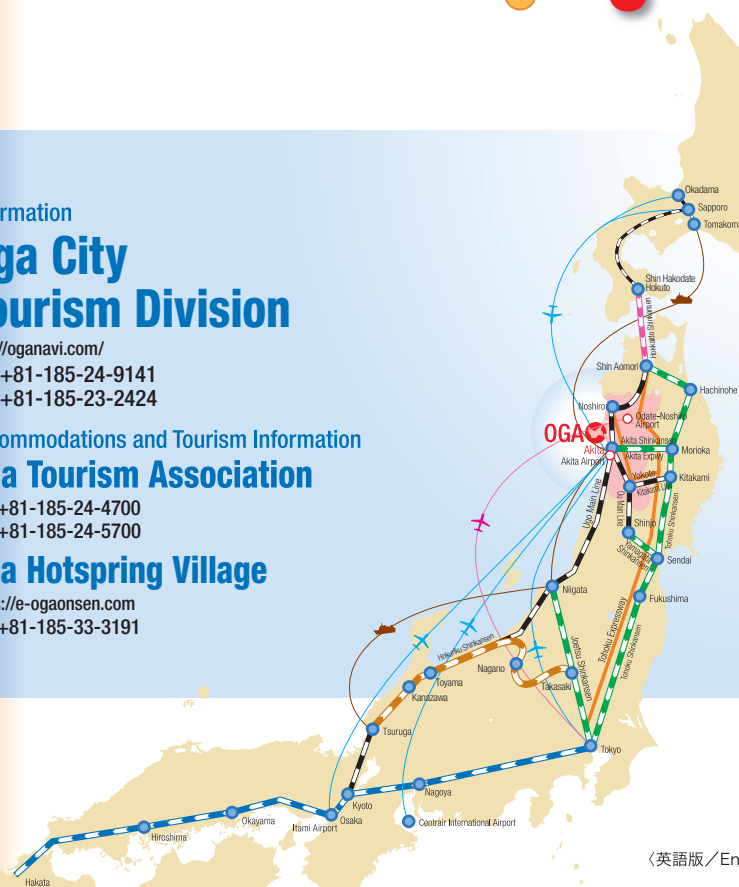 rmation
ga City
ourism Division
//oganavi.com/
+81-185-24-9141
+81-185-23-2424
ommodations and Tourism Information
a Tourism Association
+81-185-24-4700
+81-185-24-5700
a Hotspring Village
://e-ogaonsen.com
+81-185-33-3191
Okadama
Sapporo
Tomakom
Shin Hakodate
Hokuto
Hokkaido Shinkansen
Shin Aomori
Hachinohe
Noshiro
Odate-Noshiro
Airport
OGA
Akita
Akita Shinkansen
Akita Expwy
Morioka
Akita Airport
Yokote
Kitakami Line
Kitakami
Ugo Main Line
Ou Main Line
Shinjo
Tohoku Shinkansen
Yamagata
Shinkansen
Sendai
Niigata
Fukushima
Tohoku Expressway
Tohoku Shinkansen
Joetsu Shinkansen
Hokuriku Shinkansen
Nagano
Toyama
Takasaki
Kanazawa
Tsuruga
Tokyo
Kyoto
Nagoya
Osaka
Itami Airport
Centrair International Airport
Okayama
Hiroshima
Hakata
〈英語版／En